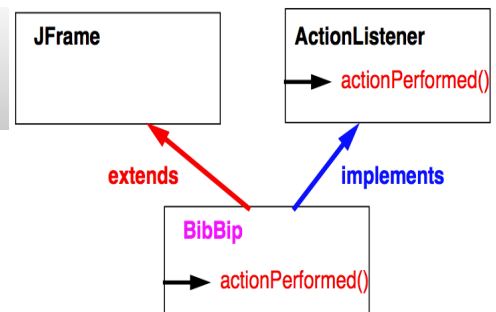 JFrame
ActionListener
actionPerformed()
extends
implements
BibBip
actionPerformed()